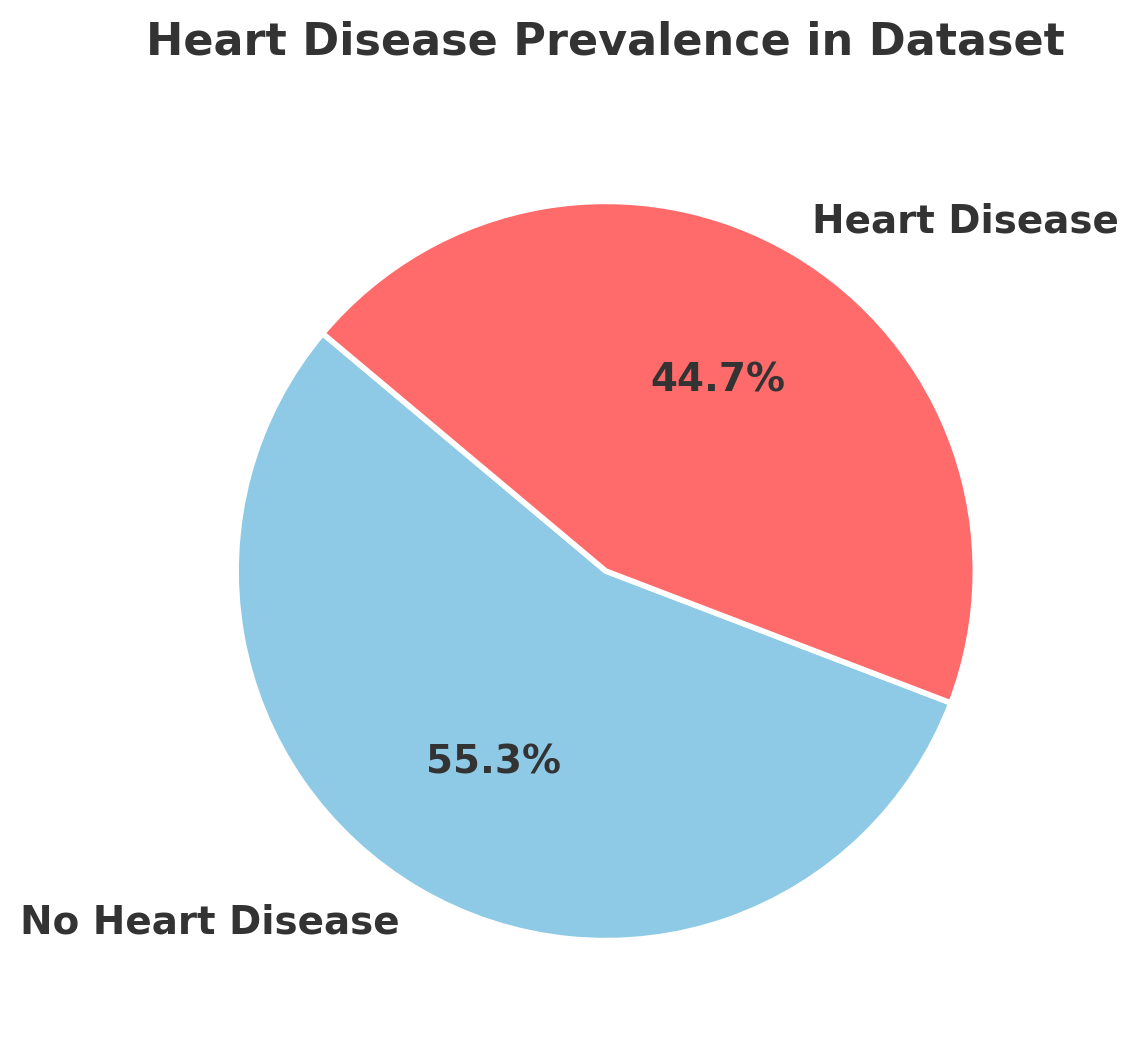 Heart Disease Prevalence in Dataset
Heart Disease
44.7%
55.3%
No Heart Disease